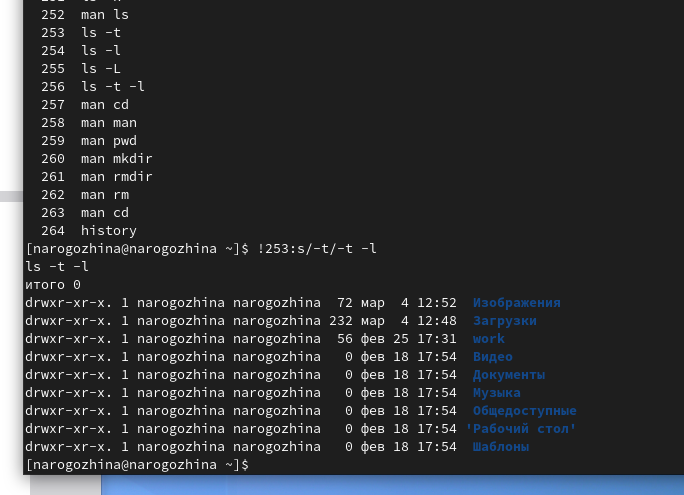 252 man ls
253 ls -t
254 ls -l
255 ls -L
256 ls -t -l
257 man cd
258 man man
259 man pwd
260 man mkdir
261 man rmdir
262 man rm
263 man cd
264 history
[narogozhina@narogozhina ~]$ !253:s/-t/-t -l
ls -t -l
итого 0
drwxr-xr-x. 1 narogozhina narogozhina 72 мар 4 12:52 Изображения
drwxr-xr-x. 1 narogozhina narogozhina 232 мар 4 12:48 Загрузки
drwxr-xr-x. 1 narogozhina narogozhina 56 фев 25 17:31 work
drwxr-xr-x. 1 narogozhina narogozhina 0 фев 18 17:54 Видео
drwxr-xr-x. 1 narogozhina narogozhina 0 фев 18 17:54 Документы
drwxr-xr-x. 1 narogozhina narogozhina 0 фев 18 17:54 Музыка
drwxr-xr-x. 1 narogozhina narogozhina 0 фев 18 17:54 Общедоступные
drwxr-xr-x. 1 narogozhina narogozhina 0 фев 18 17:54 'Рабочий стол'
drwxr-xr-x. 1 narogozhina narogozhina 0 фев 18 17:54 Шаблоны
[narogozhina@narogozhina ~]$